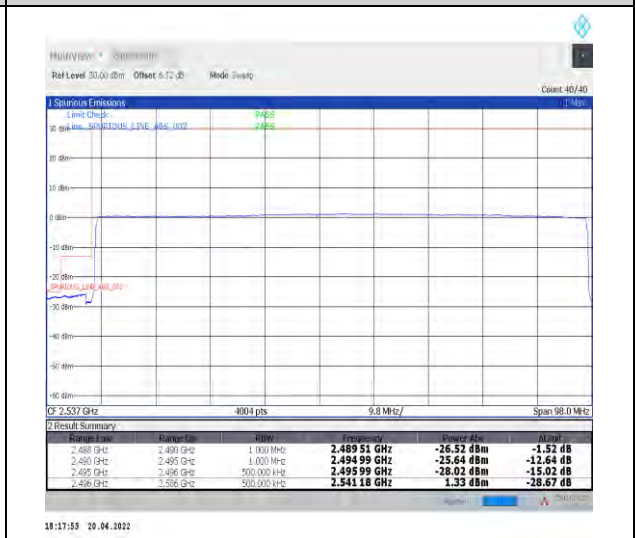 MultiView Spectrum
Ref Level 30.00 dBm Offset 6.72 dB Mode Sweep
Count 40/40
1 Spurious Emissions
Limit Check PASS
30 dBm Line _SPURIOUS_LINE_ABS_002 PASS
20 dBm
10 dBm
0 dBm
-10 dBm
-20 dBm
_SPURIOUS_LINE_ABS_002
-30 dBm
-40 dBm
-50 dBm
-60 dBm
CF 2.537 GHz 4004 pts 9.8 MHz/ Span 98.0 MHz
2 Result Summary
Range Low Range Up RBW Frequency Power Abs ΔLimit
2.488 GHz 2.490 GHz 1.000 MHz 2.489 51 GHz -26.52 dBm -1.52 dB
2.490 GHz 2.495 GHz 1.000 MHz 2.494 99 GHz -25.64 dBm -12.64 dB
2.495 GHz 2.496 GHz 500.000 kHz 2.495 99 GHz -28.02 dBm -15.02 dB
2.496 GHz 2.586 GHz 500.000 kHz 2.541 18 GHz 1.33 dBm -28.67 dB
18:17:53 20.04.2022